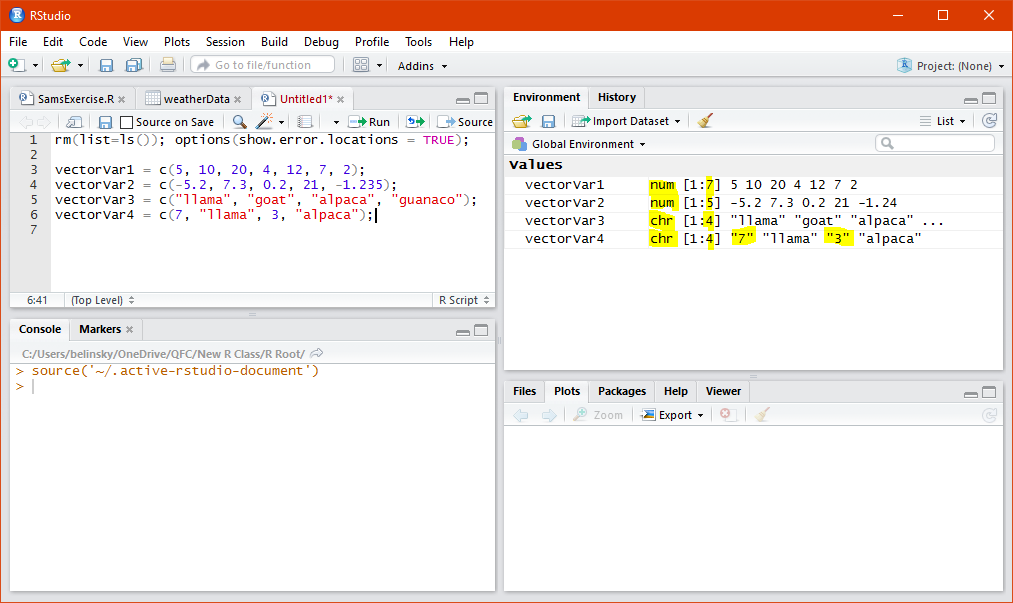 RStudio
File Edit Code View Plots Session Build Debug Profile Tools Help
Go to file/function Addins Project: (None)
SamsExercise.R weatherData Untitled1*
Source on Save Run Source
1 rm(list=ls()); options(show.error.locations = TRUE);
2
3 vectorVar1 = c(5, 10, 20, 4, 12, 7, 2);
4 vectorVar2 = c(-5.2, 7.3, 0.2, 21, -1.235);
5 vectorVar3 = c("llama", "goat", "alpaca", "guanaco");
6 vectorVar4 = c(7, "llama", 3, "alpaca");
7
6:41 (Top Level) R Script
Console Markers
C:/Users/belinsky/OneDrive/QFC/New R Class/R Root/
> source('~/.active-rstudio-document')
>
Environment History
Import Dataset List
Global Environment
Values
vectorVar1 num [1:7] 5 10 20 4 12 7 2
vectorVar2 num [1:5] -5.2 7.3 0.2 21 -1.24
vectorVar3 chr [1:4] "llama" "goat" "alpaca" ...
vectorVar4 chr [1:4] "7" "llama" "3" "alpaca"
Files Plots Packages Help Viewer
Zoom Export